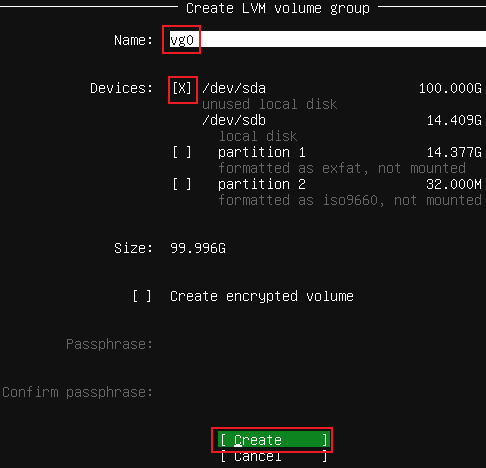 Create LVM volume group
Name: vg0
Devices: [X] /dev/sda 100.000G
unused local disk
/dev/sdb 14.409G
local disk
[ ] partition 1 14.377G
formatted as exfat, not mounted
[ ] partition 2 32.000M
formatted as iso9660, not mounted
Size: 99.996G
[ ] Create encrypted volume
Passphrase:
Confirm passphrase:
[ Create ]
[ Cancel ]